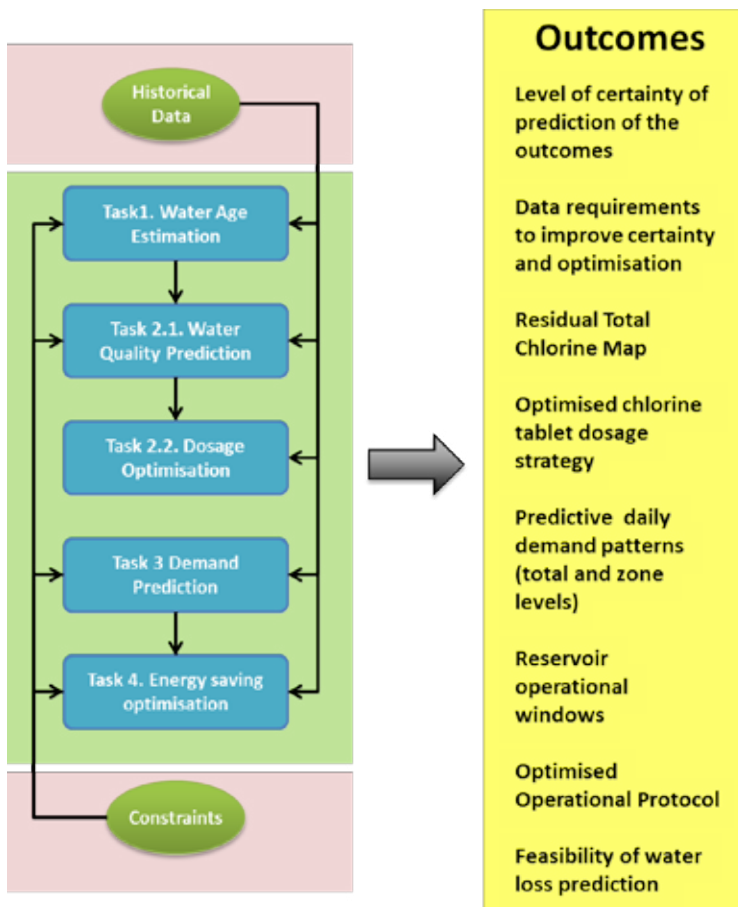 Historical
Data
Task1. Water Age
Estimation
Task 2.1. Water
Quality Prediction
Task 2.2. Dosage
Optimisation
Task 3 Demand
Prediction
Task 4. Energy saving
optimisation
Constraints
Outcomes
Level of certainty of
prediction of the
outcomes
Data requirements
to improve certainty
and optimisation
Residual Total
Chlorine Map
Optimised chlorine
tablet dosage
strategy
Predictive daily
demand patterns
(total and zone
levels)
Reservoir
operational
windows
Optimised
Operational Protocol
Feasibility of water
loss prediction